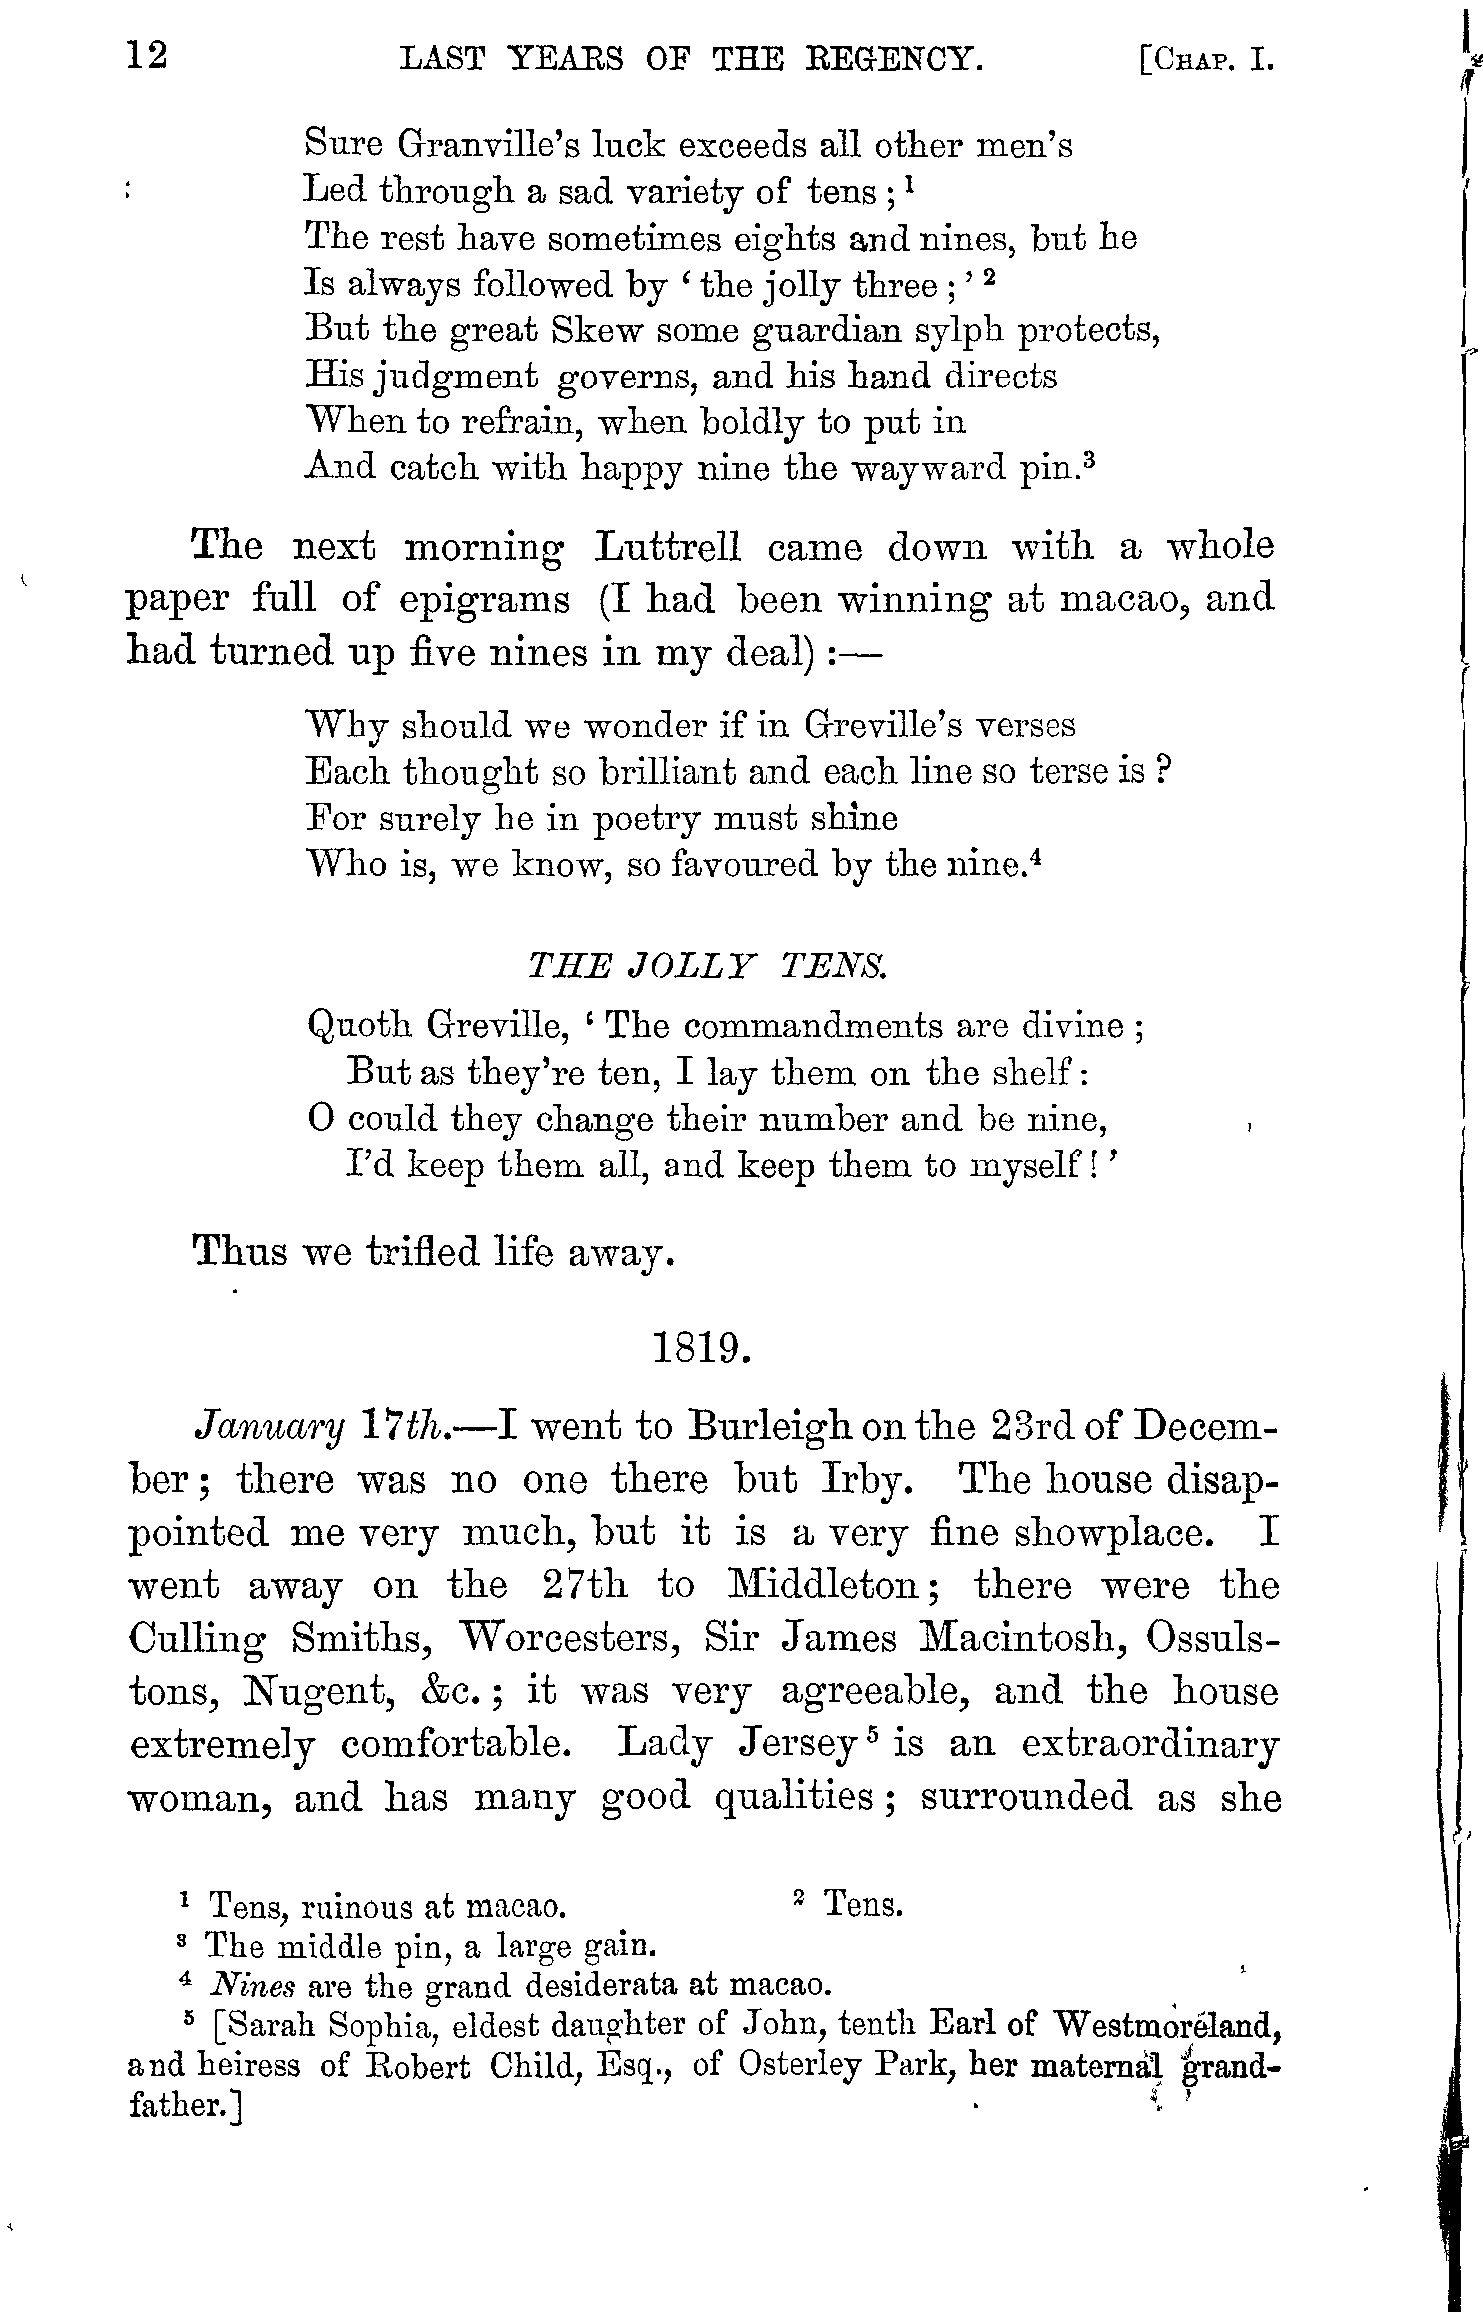 12 LAST YEARS OF THE REGENCY. [CHAP. I.
Sure Granville's luck exceeds all other men's
Led through a sad variety of tens ; ¹
The rest have sometimes eights and nines, but he
Is always followed by ‘ the jolly three ; ’ ²
But the great Skew some guardian sylph protects,
His judgment governs, and his hand directs
When to refrain, when boldly to put in
And catch with happy nine the wayward pin.³
The next morning Luttrell came down with a whole
paper full of epigrams (I had been winning at macao, and
had turned up five nines in my deal) :—
Why should we wonder if in Greville's verses
Each thought so brilliant and each line so terse is ?
For surely he in poetry must shine
Who is, we know, so favoured by the nine.⁴
THE JOLLY TENS.
Quoth Greville, ‘ The commandments are divine ;
But as they're ten, I lay them on the shelf :
O could they change their number and be nine,
I'd keep them all, and keep them to myself ! ’
Thus we trifled life away.
1819.
January 17th.—I went to Burleigh on the 23rd of Decem-
ber ; there was no one there but Irby. The house disap-
pointed me very much, but it is a very fine showplace. I
went away on the 27th to Middleton ; there were the
Culling Smiths, Worcesters, Sir James Macintosh, Ossuls-
tons, Nugent, &c. ; it was very agreeable, and the house
extremely comfortable. Lady Jersey ⁵ is an extraordinary
woman, and has many good qualities ; surrounded as she
¹ Tens, ruinous at macao. ² Tens.
³ The middle pin, a large gain.
⁴ Nines are the grand desiderata at macao.
⁵ [Sarah Sophia, eldest daughter of John, tenth Earl of Westmoreland,
and heiress of Robert Child, Esq., of Osterley Park, her maternal grand-
father.]